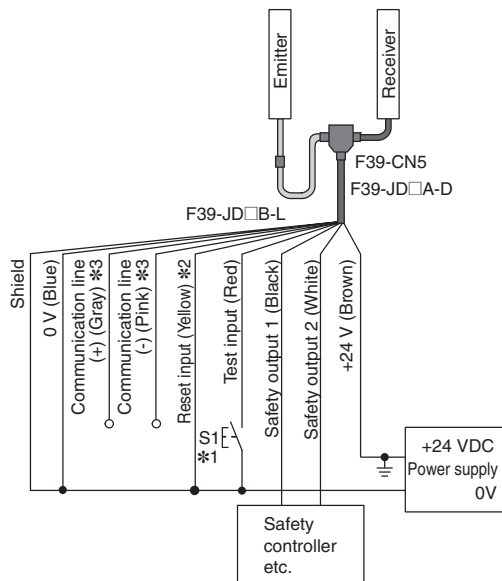 Emitter
Receiver
F39-CN5
F39-JD□A-D
F39-JD□B-L
Shield
0 V (Blue)
Communication line
(+) (Gray) *3
Communication line
(-) (Pink) *3
Reset input (Yellow) *2
Test input (Red)
Safety output 1 (Black)
Safety output 2 (White)
+24 V (Brown)
S1
*1
+24 VDC
Power supply
0V
Safety
controller
etc.